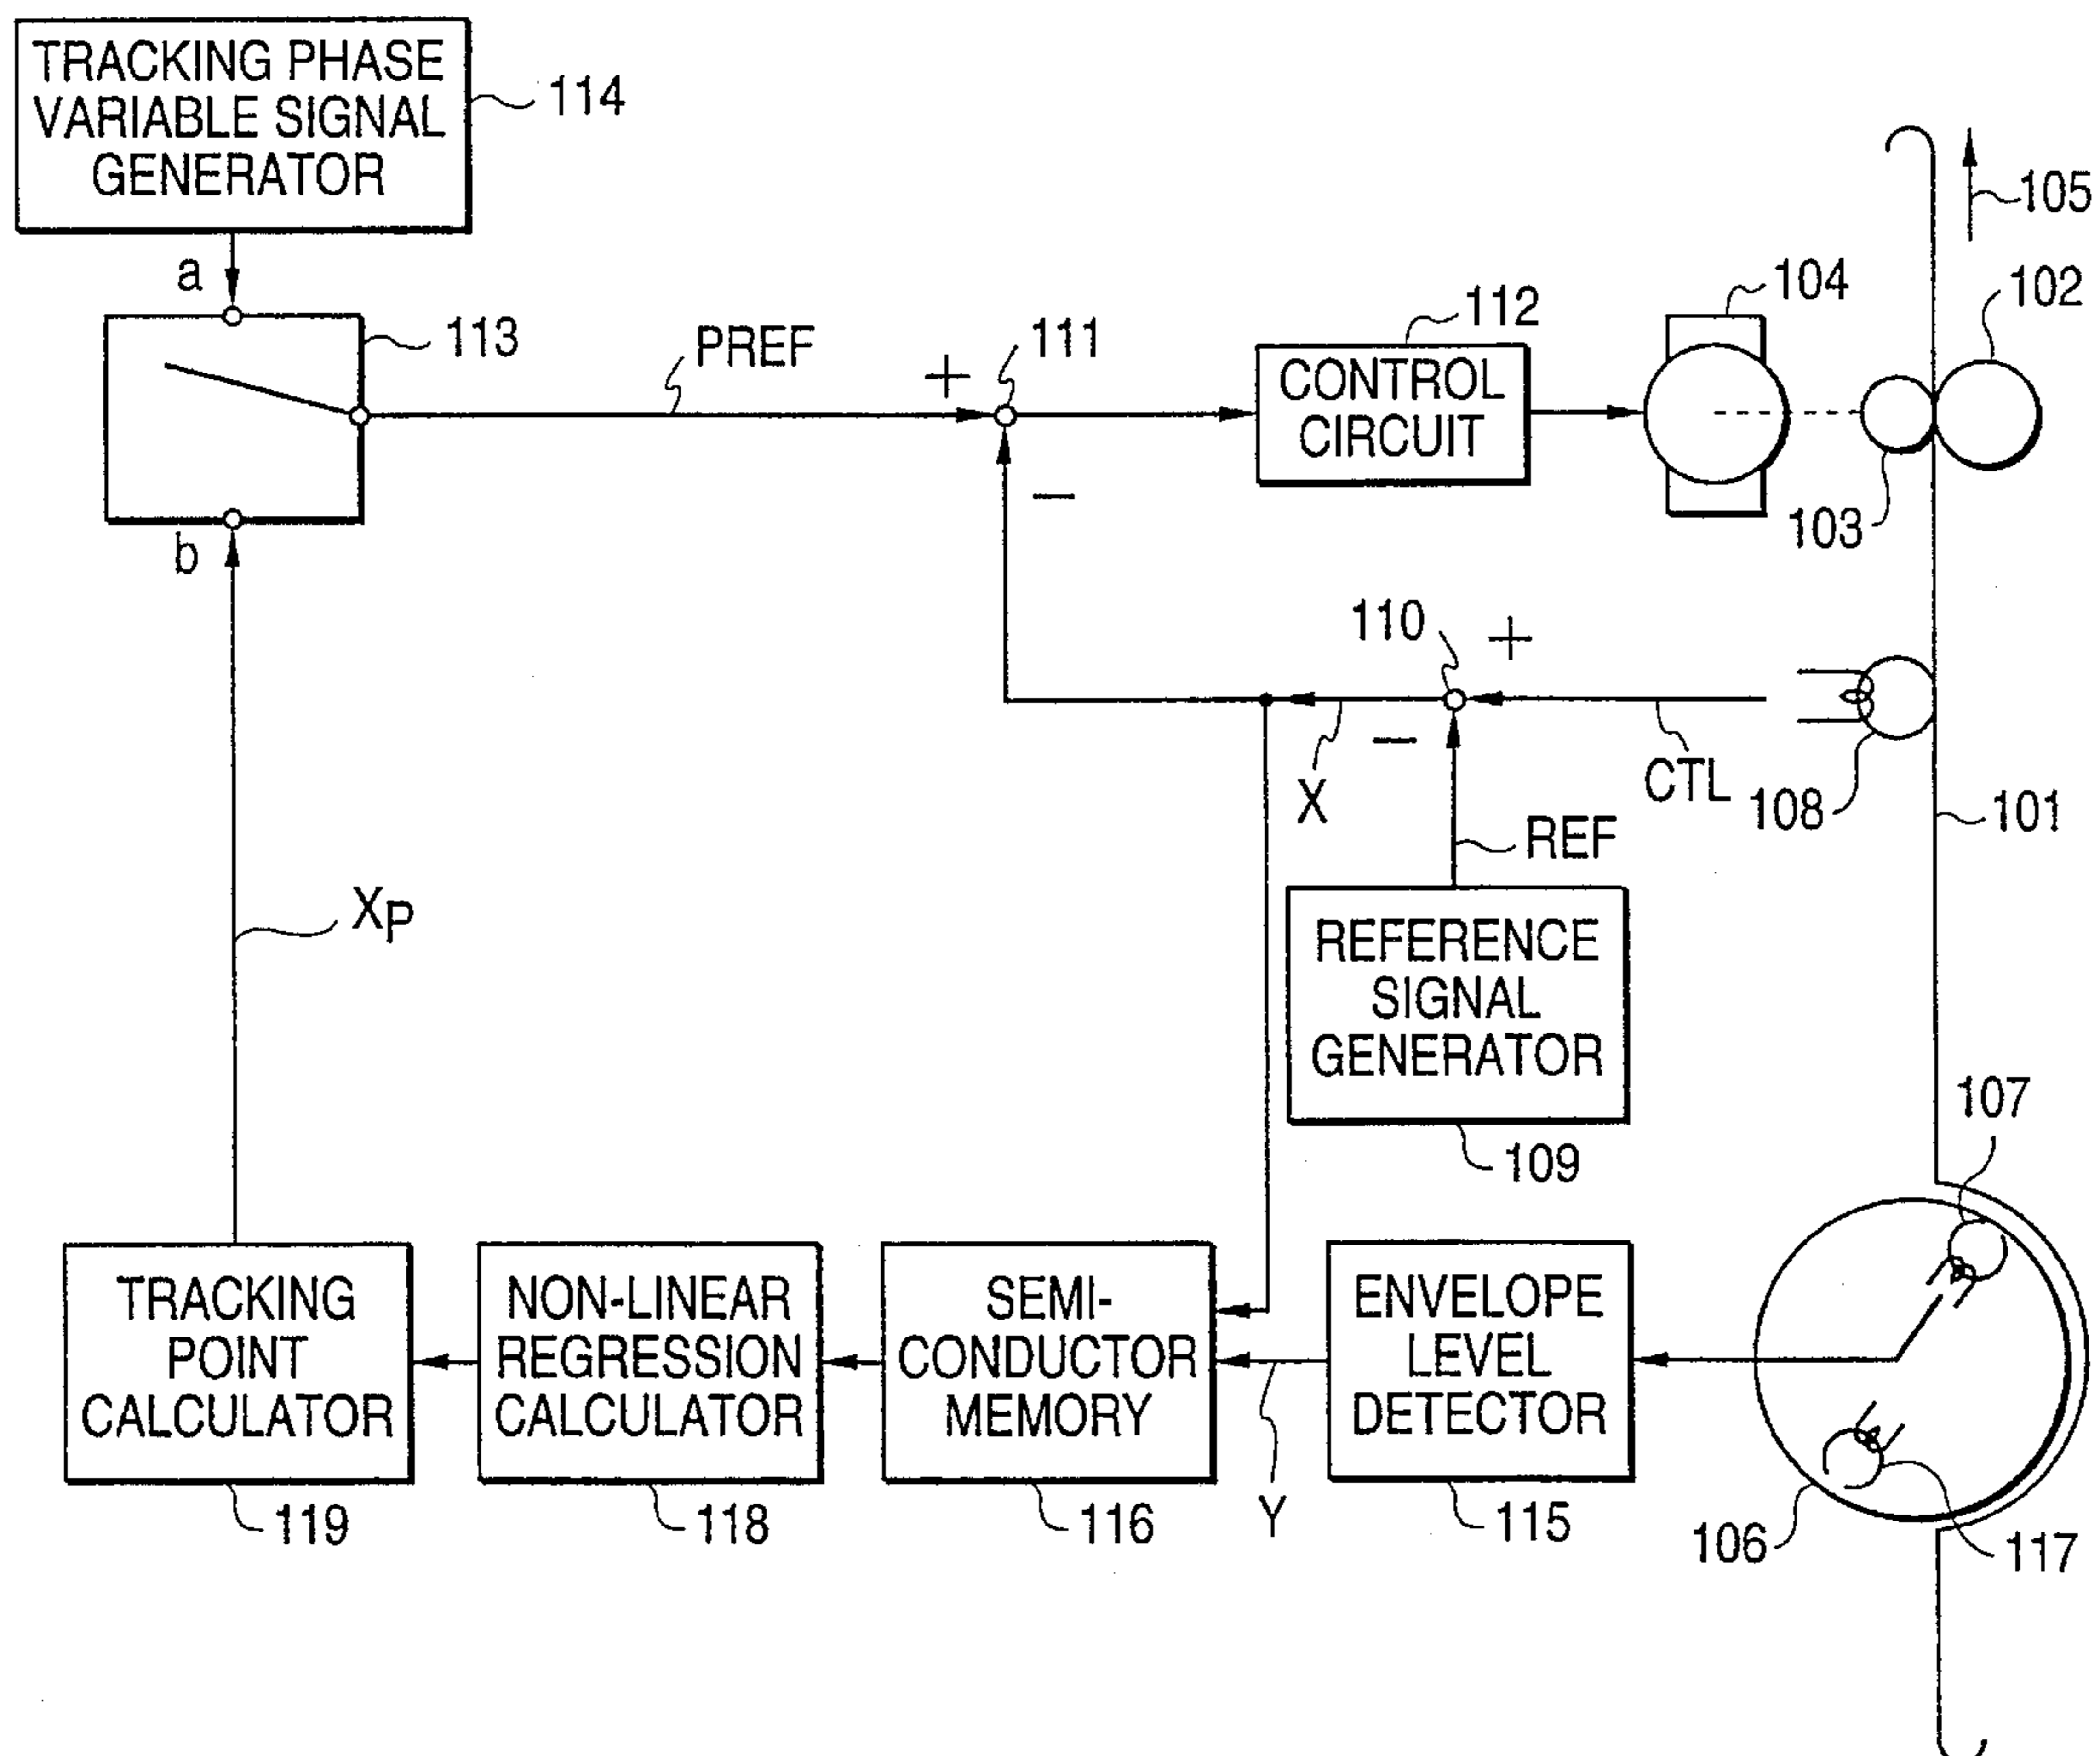 TRACKING PHASE
VARIABLE SIGNAL
GENERATOR
114
105
a
104
102
112
113
PREF
+
111
CONTROL
CIRCUIT
−
103
b
110
+
−
X
CTL
108
101
REF
XP
REFERENCE
SIGNAL
GENERATOR
107
109
TRACKING
POINT
CALCULATOR
NON-LINEAR
REGRESSION
CALCULATOR
SEMI-
CONDUCTOR
MEMORY
ENVELOPE
LEVEL
DETECTOR
119
118
116
Y
115
106
117